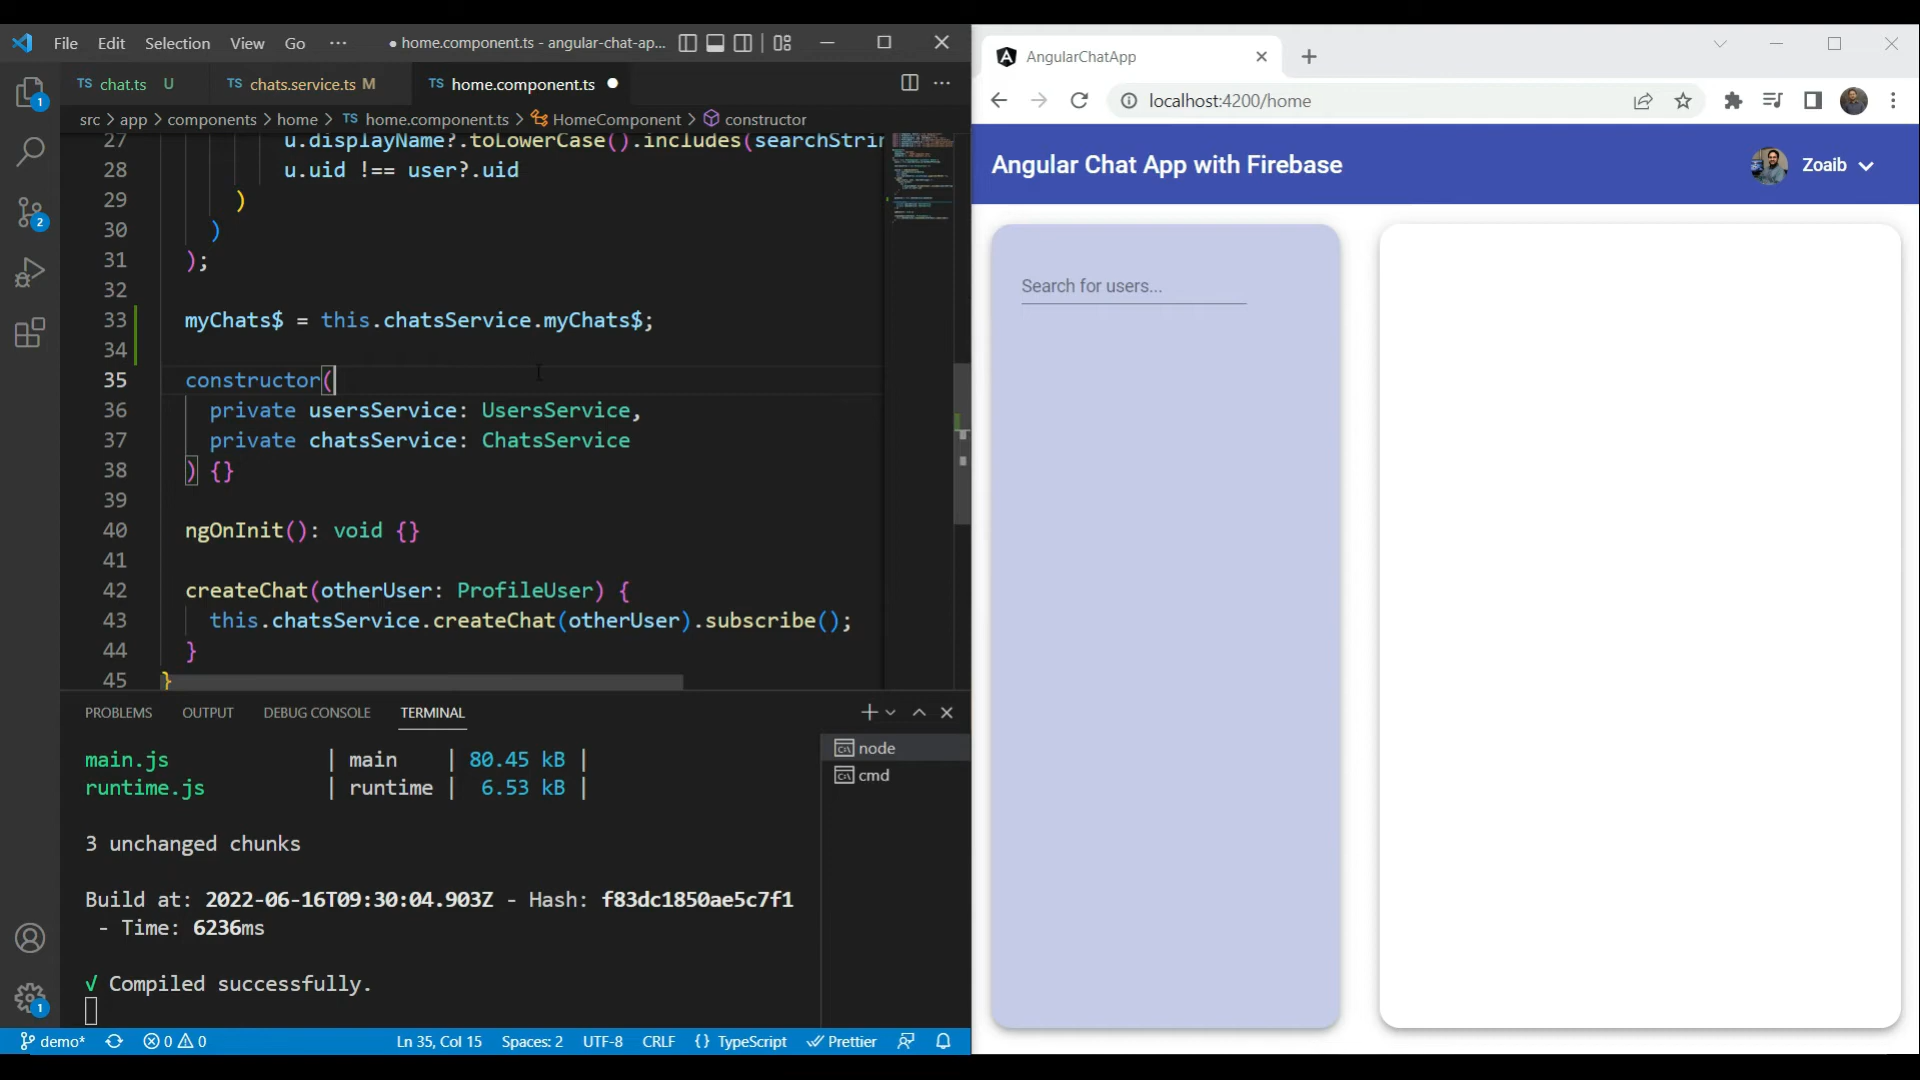 File Edit Selection View Go ··· ● home.component.ts - angular-chat-ap...
TS chat.ts U TS chats.service.ts M TS home.component.ts ●
src > app > components > home > TS home.component.ts > HomeComponent > constructor
27 u.displayName?.toLowerCase().includes(searchStrin
28 u.uid !== user?.uid
29 )
30 )
31 );
32
33 myChats$ = this.chatsService.myChats$;
34
35 constructor(
36 private usersService: UsersService,
37 private chatsService: ChatsService
38 ) {}
39
40 ngOnInit(): void {}
41
42 createChat(otherUser: ProfileUser) {
43 this.chatsService.createChat(otherUser).subscribe();
44 }
45 }
1
2
1
PROBLEMS OUTPUT DEBUG CONSOLE TERMINAL
main.js | main | 80.45 kB |
runtime.js | runtime | 6.53 kB |
3 unchanged chunks
Build at: 2022-06-16T09:30:04.903Z - Hash: f83dc1850ae5c7f1
- Time: 6236ms
√ Compiled successfully.
node
cmd
demo* 0 0 Ln 35, Col 15 Spaces: 2 UTF-8 CRLF {} TypeScript Prettier
AngularChatApp
localhost:4200/home
Angular Chat App with Firebase Zoaib
Search for users...